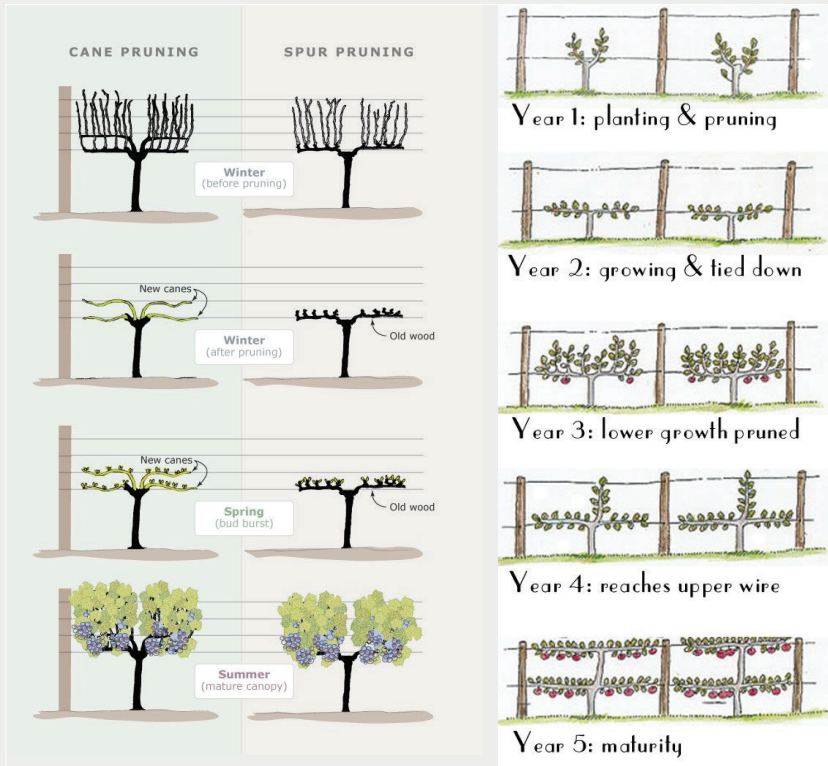 CANE PRUNING
SPUR PRUNING
Winter
(before pruning)
New canes
Winter
(after pruning)
Old wood
New canes
Spring
(bud burst)
Old wood
Summer
(mature canopy)
Year 1: planting & pruning
Year 2: growing & tied down
Year 3: lower growth pruned
Year 4: reaches upper wire
Year 5: maturity